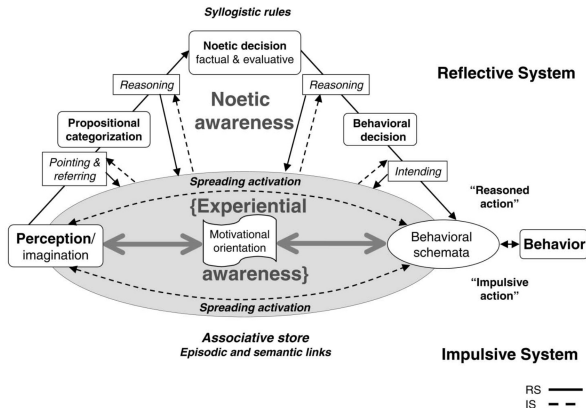 Syllogistic rules
Noetic decision
factual & evaluative
Reasoning
Reasoning
Reflective System
Noetic
awareness
Propositional
categorization
Behavioral
decision
Pointing &
referring
Intending
Spreading activation
"Reasoned
action"
{Experiential
Perception/
imagination
Motivational
orientation
Behavioral
schemata
Behavior
awareness}
"Impulsive
action"
Spreading activation
Associative store
Episodic and semantic links
Impulsive System
RS
IS